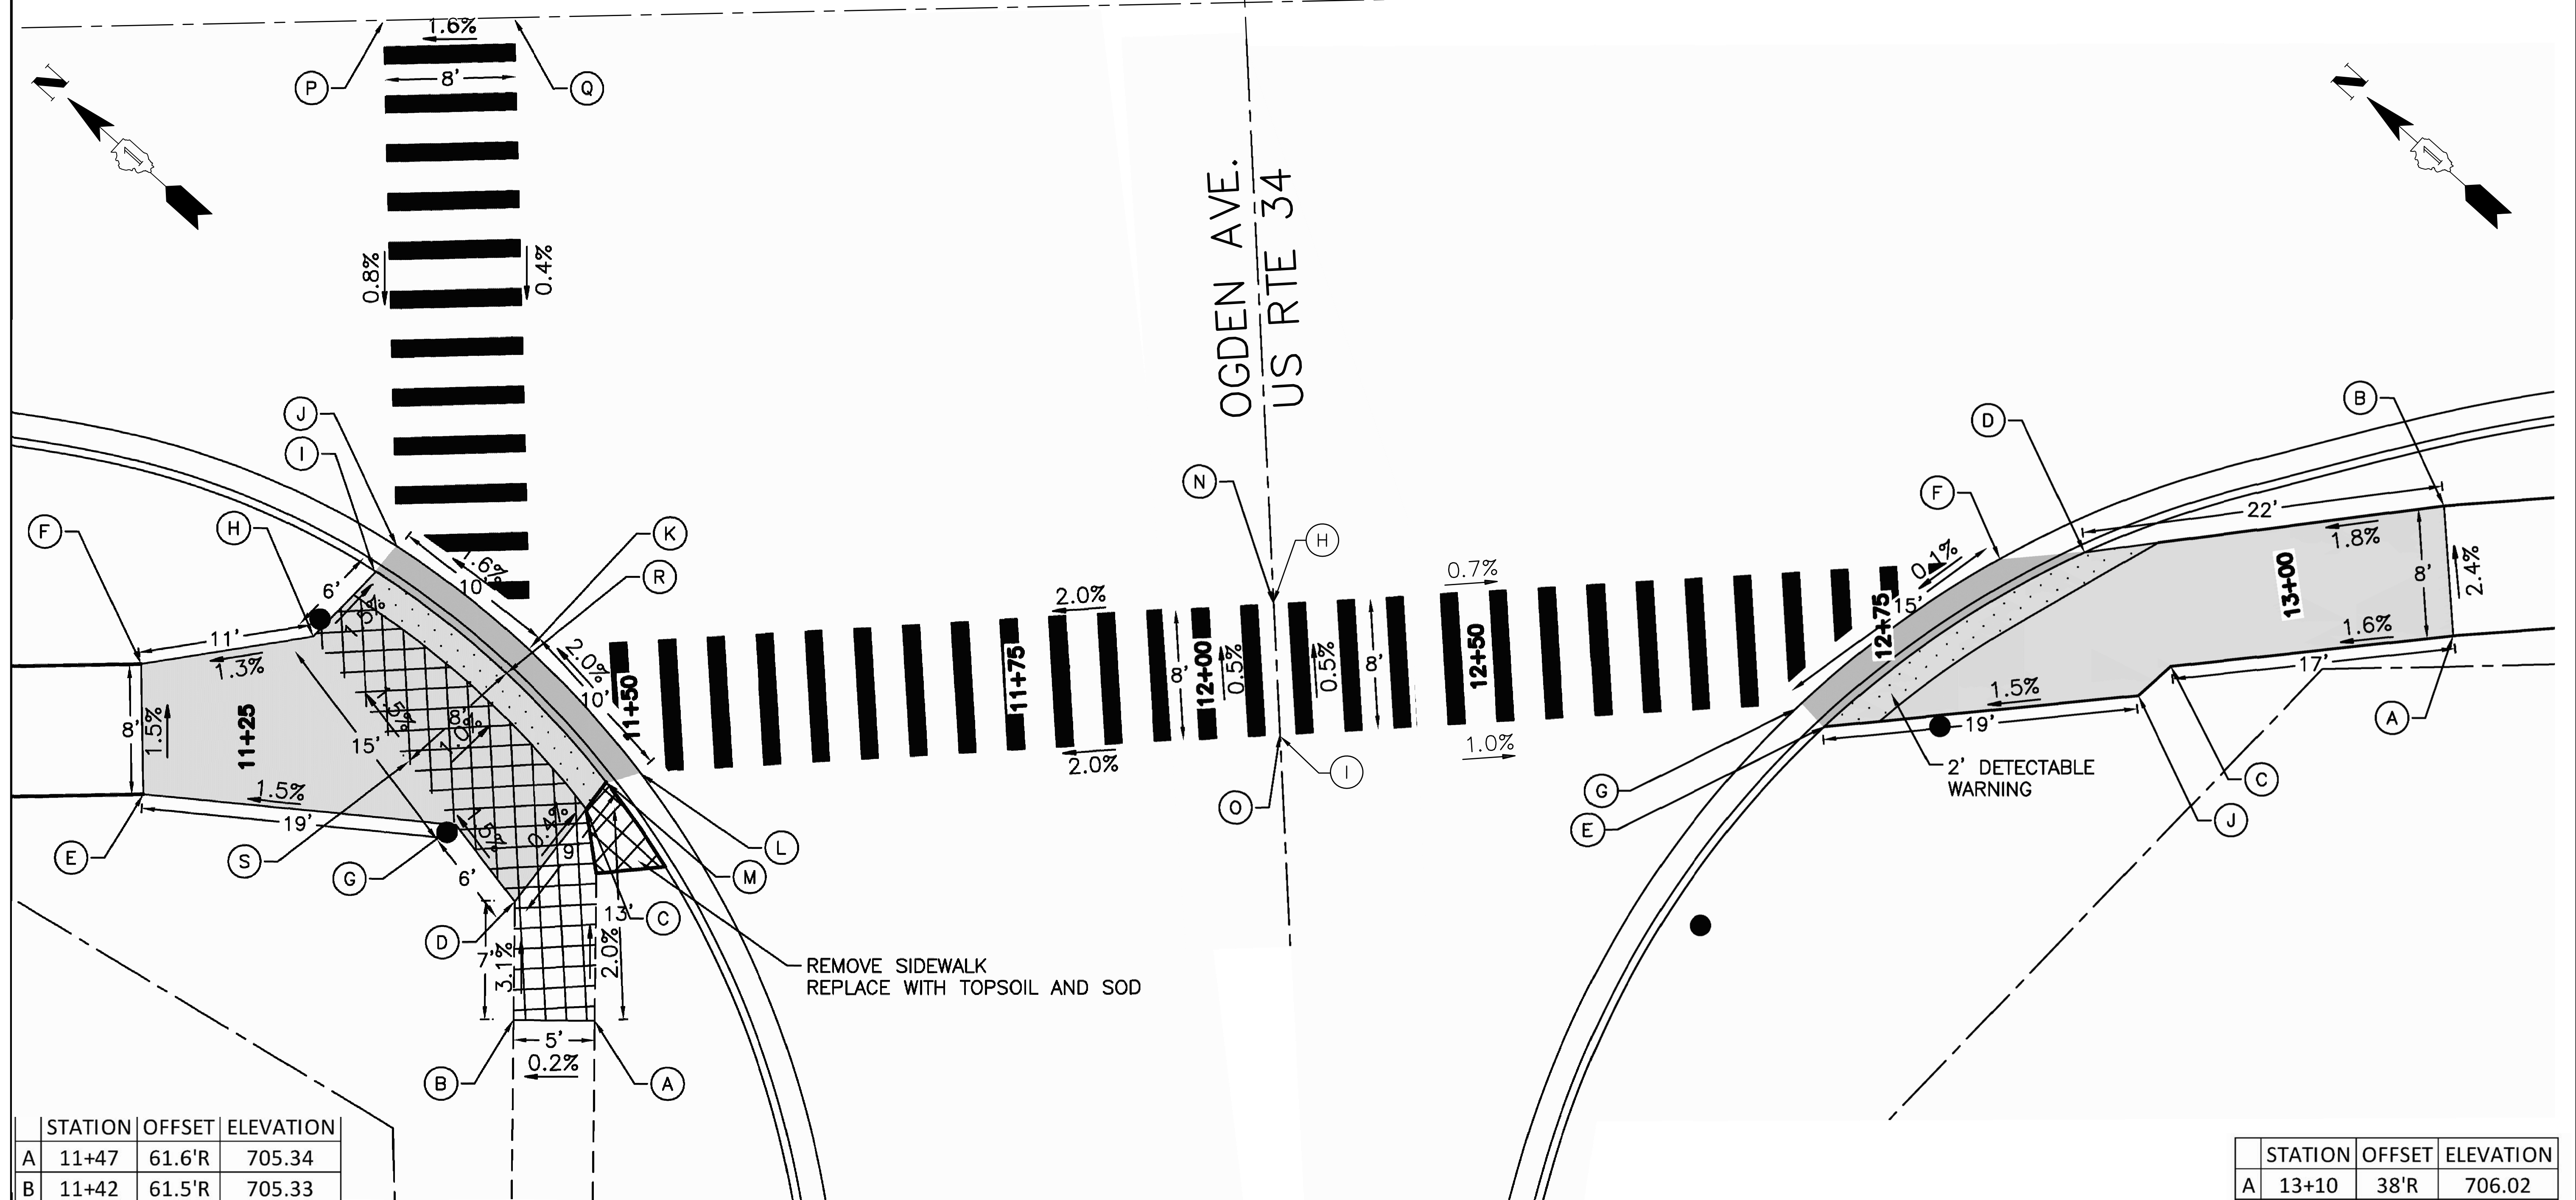 1.6%
P
8'
Q
N
N
OGDEN AVE.
US RTE 34
0.8%
0.4%
J
I
B
D
F
H
K
R
N
H
F
22'
1.8%
13+00
8'
2.4%
1.6%
17'
6'
10'
11'
1.3%
2.0%
10'
11+50
11+75
2.0%
8'
12+00
0.5%
0.5%
8'
0.7%
12+50
0.1%
15'
12+75
8'
1.5%
11+25
15'
8'
1.5%
19'
2.0%
1.0%
1.5%
19'
A
E
S
G
6'
9
L
M
O
I
G
E
2' DETECTABLE
WARNING
C
J
D
7'
3.1%
13'
2.0%
C
REMOVE SIDEWALK
REPLACE WITH TOPSOIL AND SOD
5'
0.2%
B
A
STATION OFFSET ELEVATION
A 11+47 61.6'R 705.34
B 11+42 61.5'R 705.33
STATION OFFSET ELEVATION
A 13+10 38'R 706.02